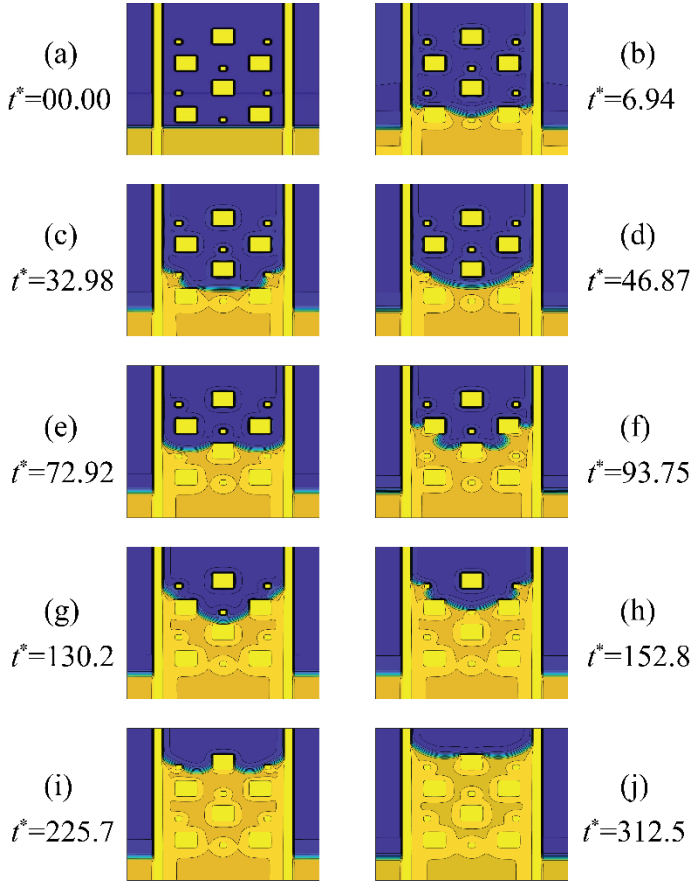 (a)
t*=00.00
(b)
t*=6.94
(c)
t*=32.98
(d)
t*=46.87
(e)
t*=72.92
(f)
t*=93.75
(g)
t*=130.2
(h)
t*=152.8
(i)
t*=225.7
(j)
t*=312.5